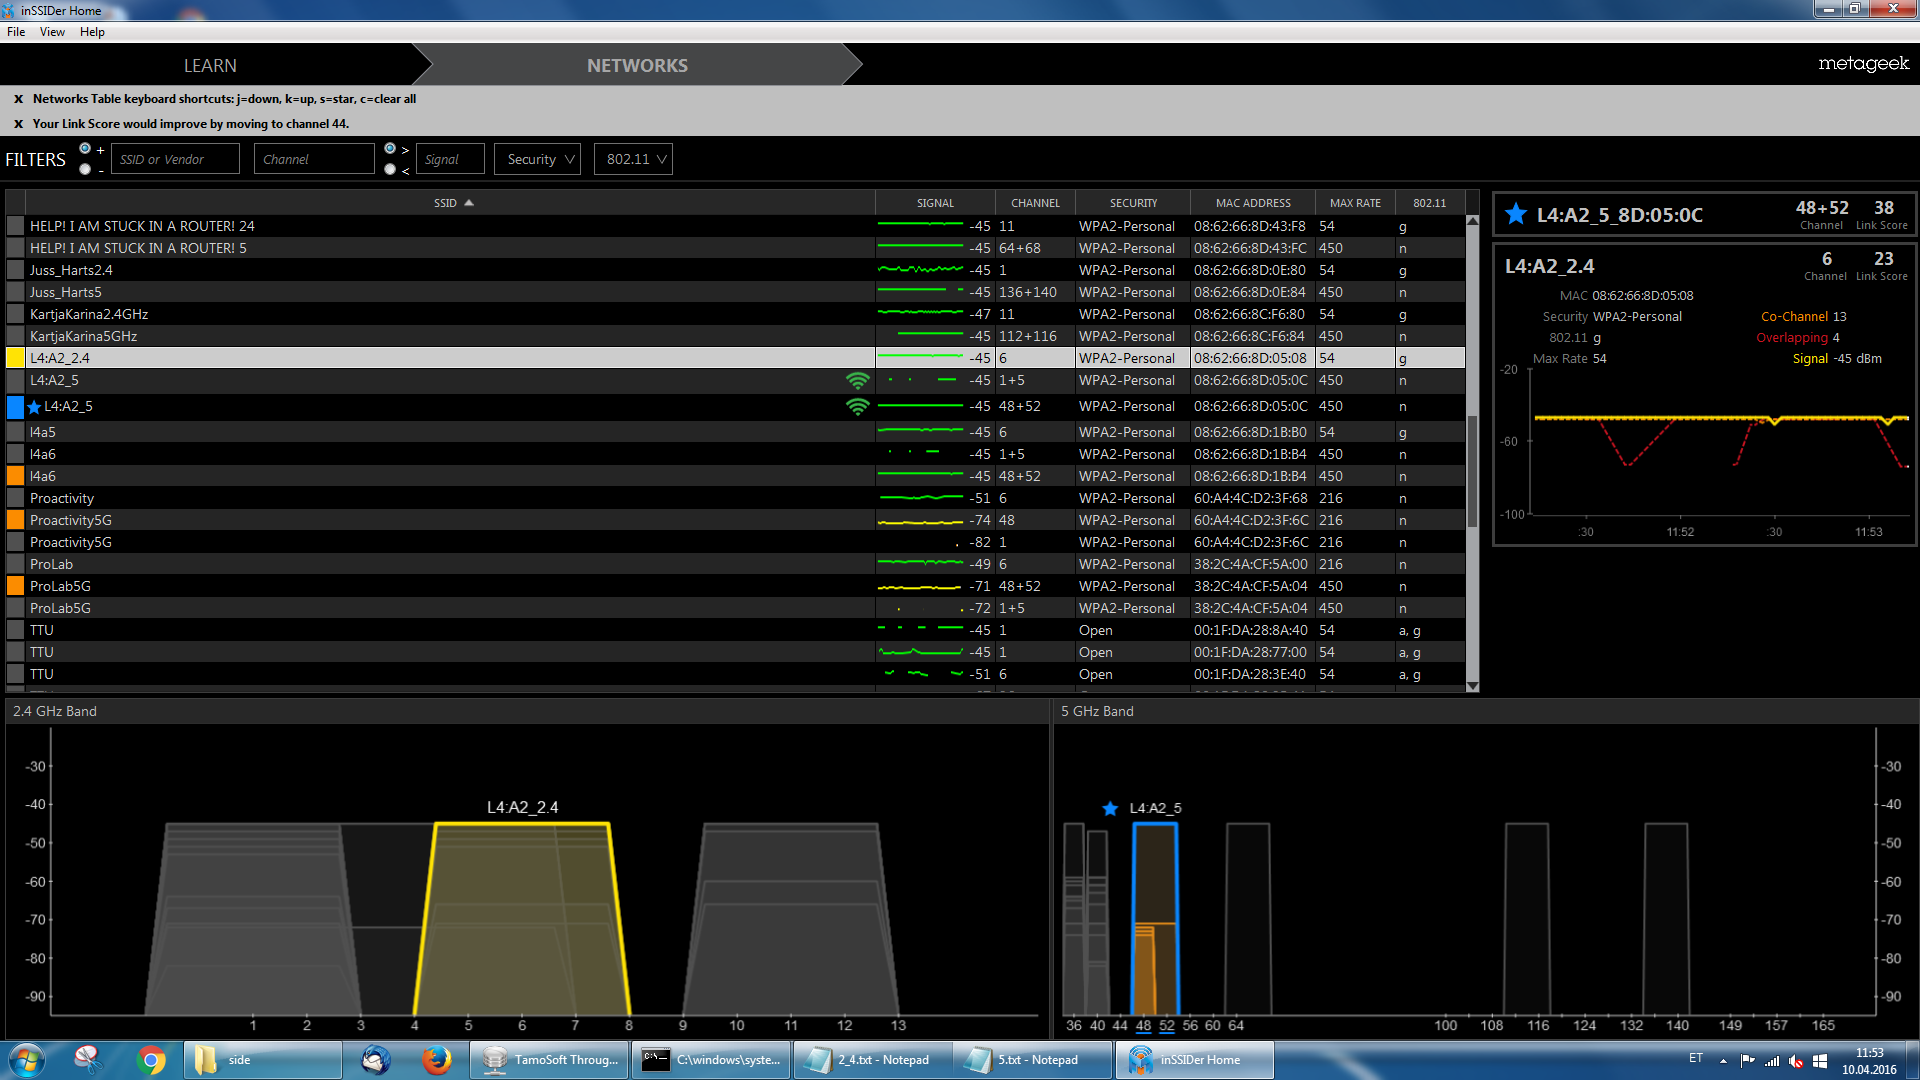 inSSIDer Home
File View Help
LEARN NETWORKS metageek
x Networks Table keyboard shortcuts: j=down, k=up, s=star, c=clear all
x Your Link Score would improve by moving to channel 44.
FILTERS + - SSID or Vendor Channel > < Signal Security 802.11
SSID SIGNAL CHANNEL SECURITY MAC ADDRESS MAX RATE 802.11
HELP! I AM STUCK IN A ROUTER! 24 -45 11 WPA2-Personal 08:62:66:8D:43:F8 54 g
HELP! I AM STUCK IN A ROUTER! 5 -45 64+68 WPA2-Personal 08:62:66:8D:43:FC 450 n
Juss_Harts2.4 -45 1 WPA2-Personal 08:62:66:8D:0E:80 54 g
Juss_Harts5 -45 136+140 WPA2-Personal 08:62:66:8D:0E:84 450 n
KartjaKarina2.4GHz -47 11 WPA2-Personal 08:62:66:8C:F6:80 54 g
KartjaKarina5GHz -45 112+116 WPA2-Personal 08:62:66:8C:F6:84 450 n
L4:A2_2.4 -45 6 WPA2-Personal 08:62:66:8D:05:08 54 g
L4:A2_5 -45 1+5 WPA2-Personal 08:62:66:8D:05:0C 450 n
L4:A2_5 -45 48+52 WPA2-Personal 08:62:66:8D:05:0C 450 n
l4a5 -45 6 WPA2-Personal 08:62:66:8D:1B:B0 54 g
l4a6 -45 1+5 WPA2-Personal 08:62:66:8D:1B:B4 450 n
l4a6 -45 48+52 WPA2-Personal 08:62:66:8D:1B:B4 450 n
Proactivity -51 6 WPA2-Personal 60:A4:4C:D2:3F:68 216 n
Proactivity5G -74 48 WPA2-Personal 60:A4:4C:D2:3F:6C 216 n
Proactivity5G -82 1 WPA2-Personal 60:A4:4C:D2:3F:6C 216 n
ProLab -49 6 WPA2-Personal 38:2C:4A:CF:5A:00 216 n
ProLab5G -71 48+52 WPA2-Personal 38:2C:4A:CF:5A:04 450 n
ProLab5G -72 1+5 WPA2-Personal 38:2C:4A:CF:5A:04 450 n
TTU -45 1 Open 00:1F:DA:28:8A:40 54 a, g
TTU -45 1 Open 00:1F:DA:28:77:00 54 a, g
TTU -51 6 Open 00:1F:DA:28:3E:40 54 a, g
L4:A2_5_8D:05:0C 48+52 38
Channel Link Score
L4:A2_2.4 6 23
Channel Link Score
MAC 08:62:66:8D:05:08
Security WPA2-Personal Co-Channel 13
802.11 g Overlapping 4
Max Rate 54 Signal -45 dBm
-20
-60
-100
:30 11:52 :30 11:53
2.4 GHz Band
L4:A2_2.4
-30
-40
-50
-60
-70
-80
-90
1 2 3 4 5 6 7 8 9 10 11 12 13
5 GHz Band
L4:A2_5
-30
-40
-50
-60
-70
-80
-90
36 40 44 48 52 56 60 64 100 108 116 124 132 140 149 157 165
side TamoSoft Throug... C:\windows\syste... 2_4.txt - Notepad 5.txt - Notepad inSSIDer Home ET 11:53
10.04.2016